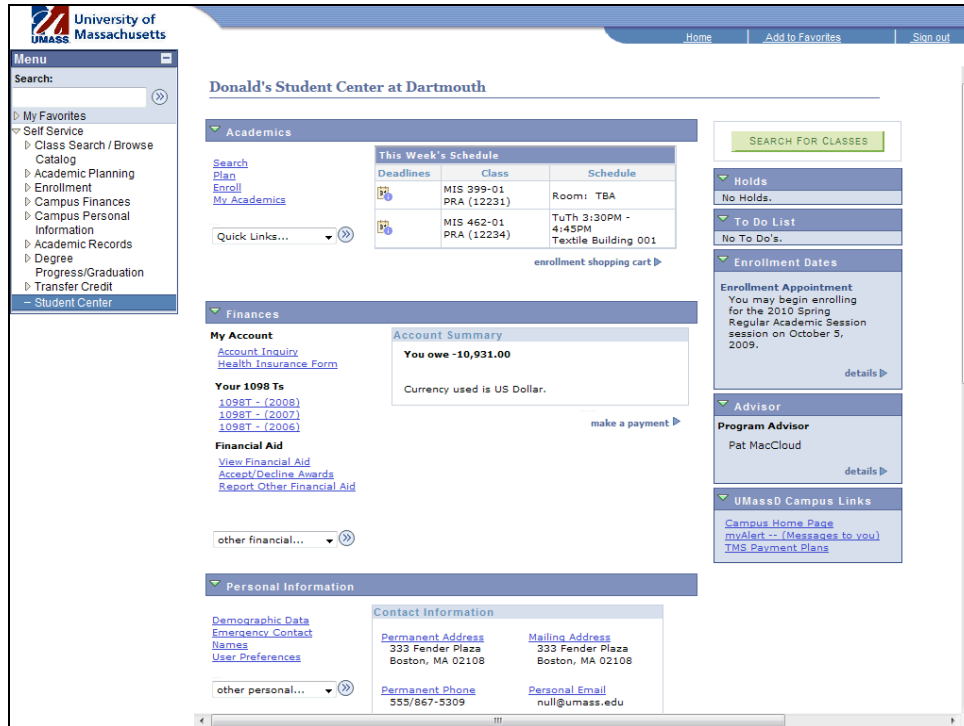 University of
Massachusetts
UMASS
Home
Add to Favorites
Sign out
Menu
Search:
My Favorites
Self Service
Class Search / Browse
Catalog
Academic Planning
Enrollment
Campus Finances
Campus Personal
Information
Academic Records
Degree
Progress/Graduation
Transfer Credit
Student Center
Donald's Student Center at Dartmouth
Academics
Search
Plan
Enroll
My Academics
Quick Links...
This Week's Schedule
Deadlines Class Schedule
MIS 399-01
PRA (12231)
Room: TBA
MIS 462-01
PRA (12234)
TuTh 3:30PM -
4:45PM
Textile Building 001
enrollment shopping cart
Finances
My Account
Account Inquiry
Health Insurance Form
Your 1098 Ts
1098T - (2008)
1098T - (2007)
1098T - (2006)
Financial Aid
View Financial Aid
Accept/Decline Awards
Report Other Financial Aid
other financial...
Account Summary
You owe -10,931.00
Currency used is US Dollar.
make a payment
Personal Information
Demographic Data
Emergency Contact
Names
User Preferences
other personal...
Contact Information
Permanent Address
333 Fender Plaza
Boston, MA 02108
Mailing Address
333 Fender Plaza
Boston, MA 02108
Permanent Phone
555/867-5309
Personal Email
null@umass.edu
SEARCH FOR CLASSES
Holds
No Holds.
To Do List
No To Do's.
Enrollment Dates
Enrollment Appointment
You may begin enrolling
for the 2010 Spring
Regular Academic Session
session on October 5,
2009.
details
Advisor
Program Advisor
Pat MacCloud
details
UMassD Campus Links
Campus Home Page
myAlert -- (Messages to you)
TMS Payment Plans